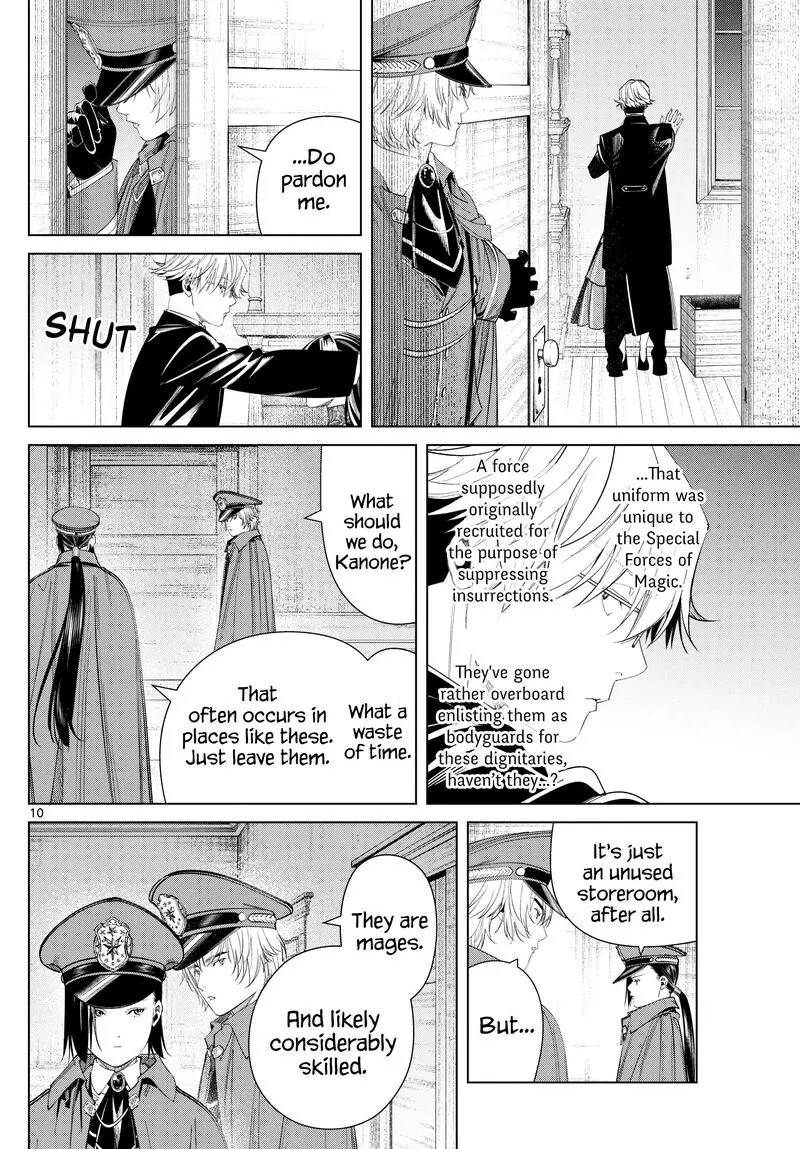 ...Do
pardon
me.
SHUT
...That
uniform was
unique to
the Special
Forces of
Magic.
A force
supposedly
originally
recruited for
the purpose of
suppressing
insurrections.
They've gone
rather overboard
enlisting them as
bodyguards for
these dignitaries,
haven't they...?
What
should
we do,
Kanone?
What a
waste
of time.
That
often occurs in
places like these.
Just leave them.
10
It's just
an unused
storeroom,
after all.
But...
They are
mages.
And likely
considerably
skilled.